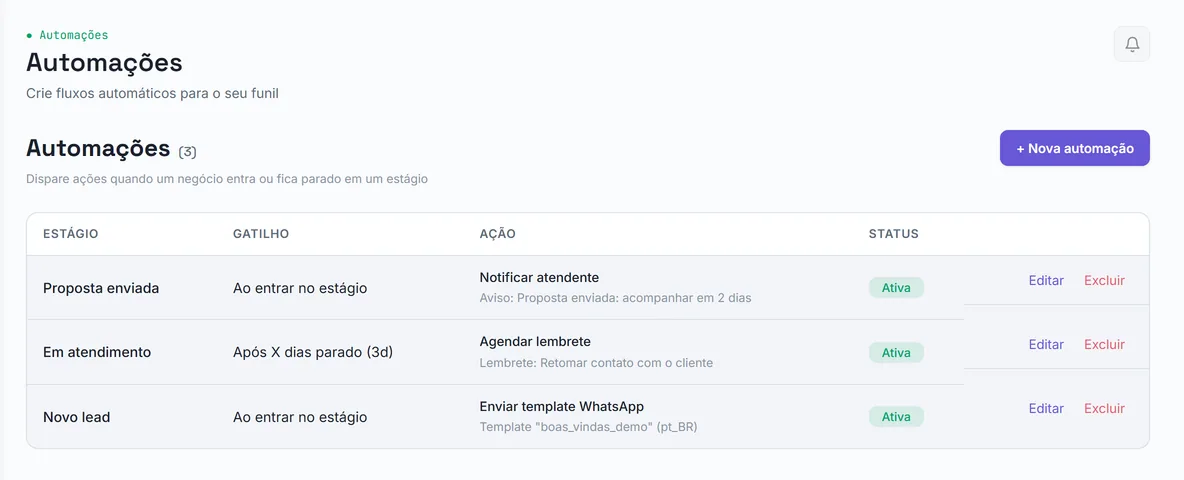 Automações
Automações
Crie fluxos automáticos para o seu funil
Automações (3)
+ Nova automação
Dispare ações quando um negócio entra ou fica parado em um estágio
ESTÁGIO GATILHO AÇÃO STATUS
Proposta enviada Ao entrar no estágio Notificar atendente Ativa Editar Excluir
Aviso: Proposta enviada: acompanhar em 2 dias
Em atendimento Após X dias parado (3d) Agendar lembrete Ativa Editar Excluir
Lembrete: Retomar contato com o cliente
Novo lead Ao entrar no estágio Enviar template WhatsApp Ativa Editar Excluir
Template "boas_vindas_demo" (pt_BR)